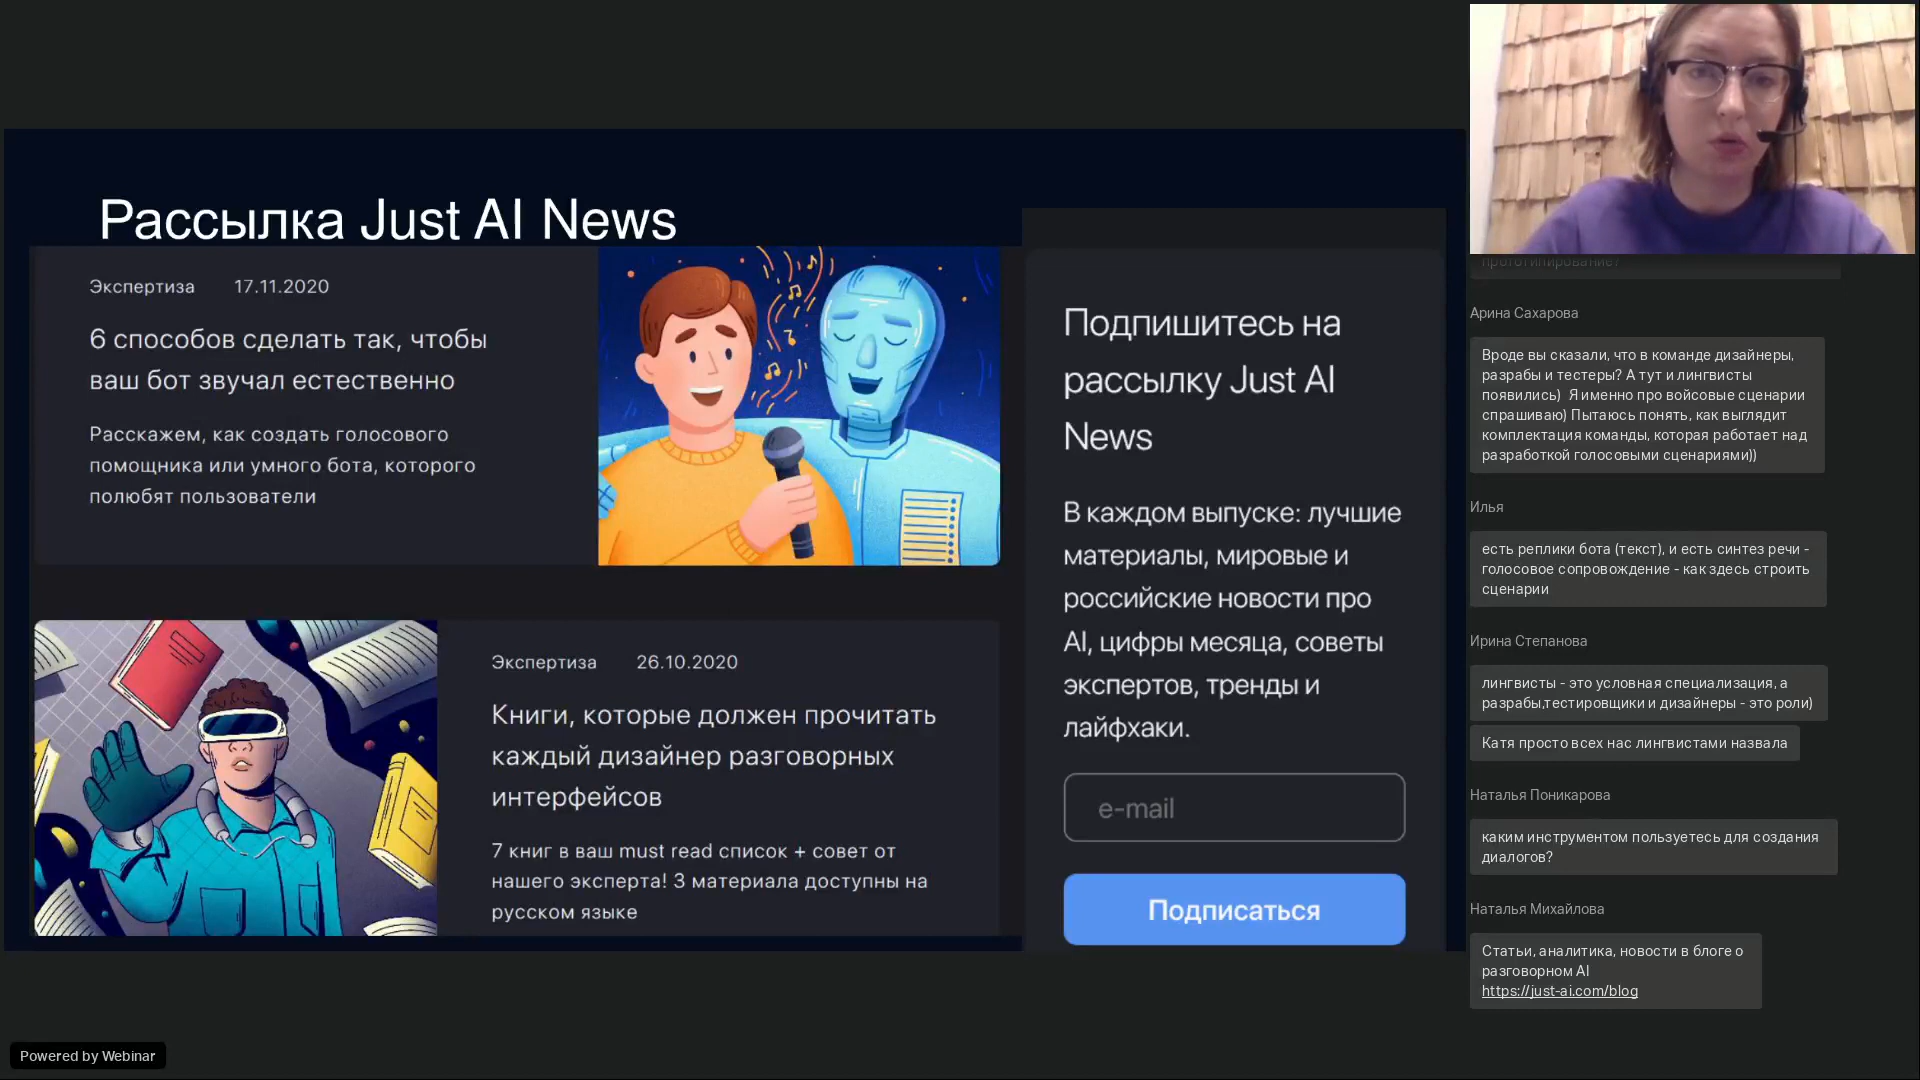 Рассылка Just AI News
Экспертиза 17.11.2020
6 способов сделать так, чтобы
ваш бот звучал естественно
Расскажем, как создать голосового
помощника или умного бота, которого
полюбят пользователи
Экспертиза 26.10.2020
Книги, которые должен прочитать
каждый дизайнер разговорных
интерфейсов
7 книг в ваш must read список + совет от
нашего эксперта! 3 материала доступны на
русском языке
Подпишитесь на
рассылку Just AI
News
В каждом выпуске: лучшие
материалы, мировые и
российские новости про
AI, цифры месяца, советы
экспертов, тренды и
лайфхаки.
e-mail
Подписаться
прототипирование?
Арина Сахарова
Вроде вы сказали, что в команде дизайнеры,
разрабы и тестеры? А тут и лингвисты
появились) Я именно про войсовые сценарии
спрашиваю) Пытаюсь понять, как выглядит
комплектация команды, которая работает над
разработкой голосовыми сценариями))
Илья
есть реплики бота (текст), и есть синтез речи -
голосовое сопровождение - как здесь строить
сценарии
Ирина Степанова
лингвисты - это условная специализация, а
разрабы,тестировщики и дизайнеры - это роли)
Катя просто всех нас лингвистами назвала
Наталья Поникарова
каким инструментом пользуетесь для создания
диалогов?
Наталья Михайлова
Статьи, аналитика, новости в блоге о
разговорном AI
https://just-ai.com/blog
Powered by Webinar